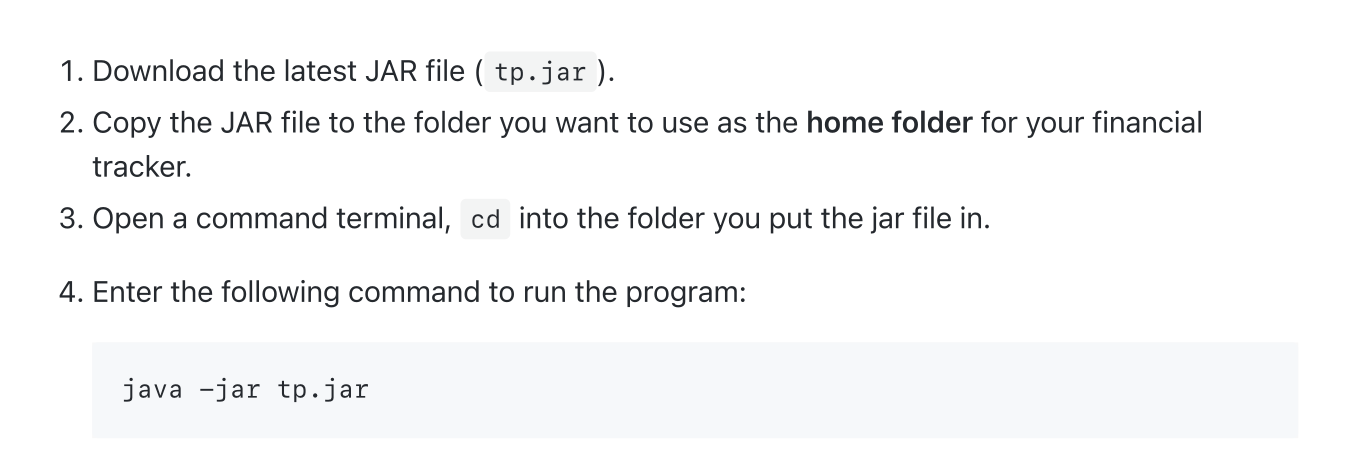 1. Download the latest JAR file ( tp.jar ).
2. Copy the JAR file to the folder you want to use as the home folder for your financial
tracker.
3. Open a command terminal, cd into the folder you put the jar file in.
4. Enter the following command to run the program:
java -jar tp.jar